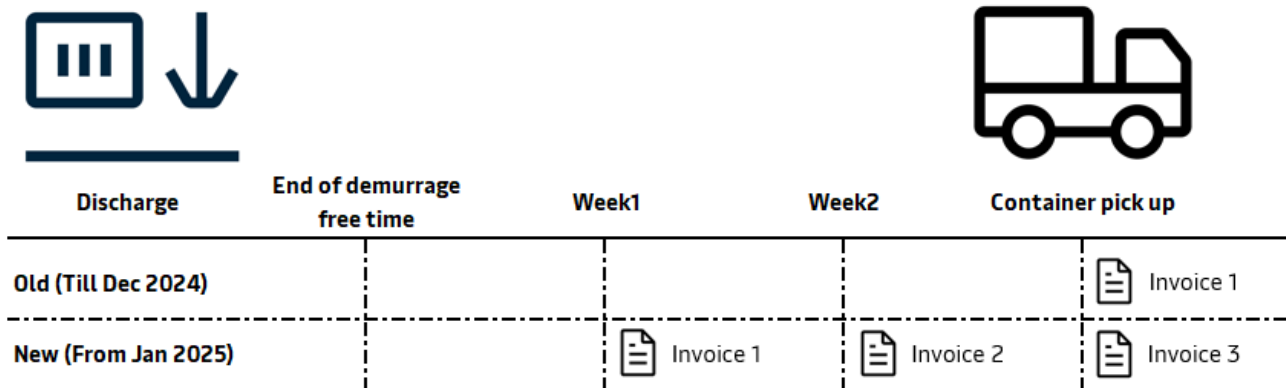 Discharge
End of demurrage
free time
Week1
Week2
Container pick up
Old (Till Dec 2024)
Invoice 1
New (From Jan 2025)
Invoice 1
Invoice 2
Invoice 3